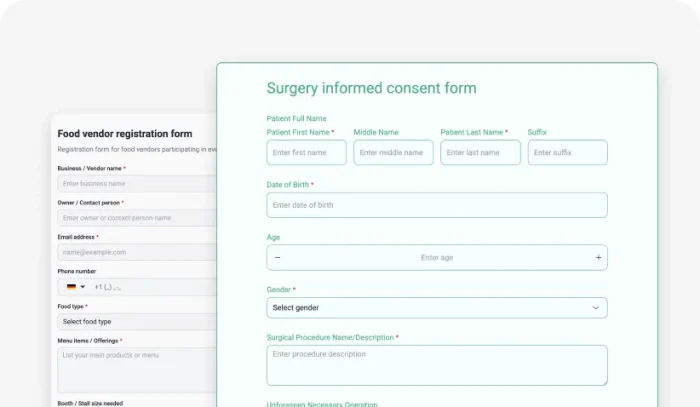 Surgery informed consent form
Patient Full Name
Patient First Name * Middle Name Patient Last Name * Suffix
Enter first name Enter middle name Enter last name Enter suffix
Date of Birth *
Enter date of birth
Age
− Enter age +
Gender *
Select gender
Surgical Procedure Name/Description *
Enter procedure description
Unforeseen Necessary Operation
Food vendor registration form
Registration form for food vendors participating in
Business / Vendor name *
Enter business name
Owner / Contact person *
Enter owner or contact person name
Email address *
name@example.com
Phone number
+1 (_) _-_
Food type *
Select food type
Menu items / Offerings *
List your main products or menu
Booth / Stall size needed